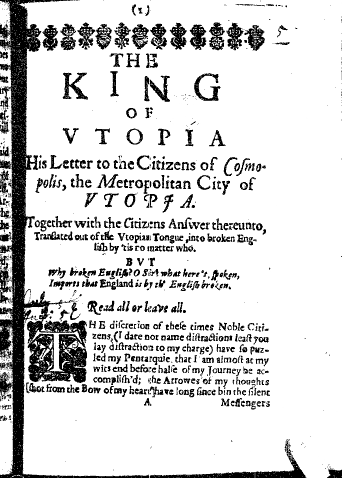 (1)
5
THE
KING
OF
VTOPIA
His Letter to the Citizens of Cosmo-
polis, the Metropolitan City of
VTOPIA.
Together with the Citizens Answer thereunto,
Translated out of the Vtopian Tongue, into broken Eng-
lish by 'tis no matter who.
BVT
Why broken English? O Sir! what here's spoken,
Imports that England is by th' English broken.
Read all or leave all.
THE discretion of these times Noble Citi-
zens, (I dare not name distractions least you
lay distraction to my charge) have so puz-
led my Pentarquie that I am almost at my
wits end before halfe of my Journey be ac-
complish'd; the Arrowes of my thoughts
(shot from the Bow of my heart) have long since bin the silent
A Messengers